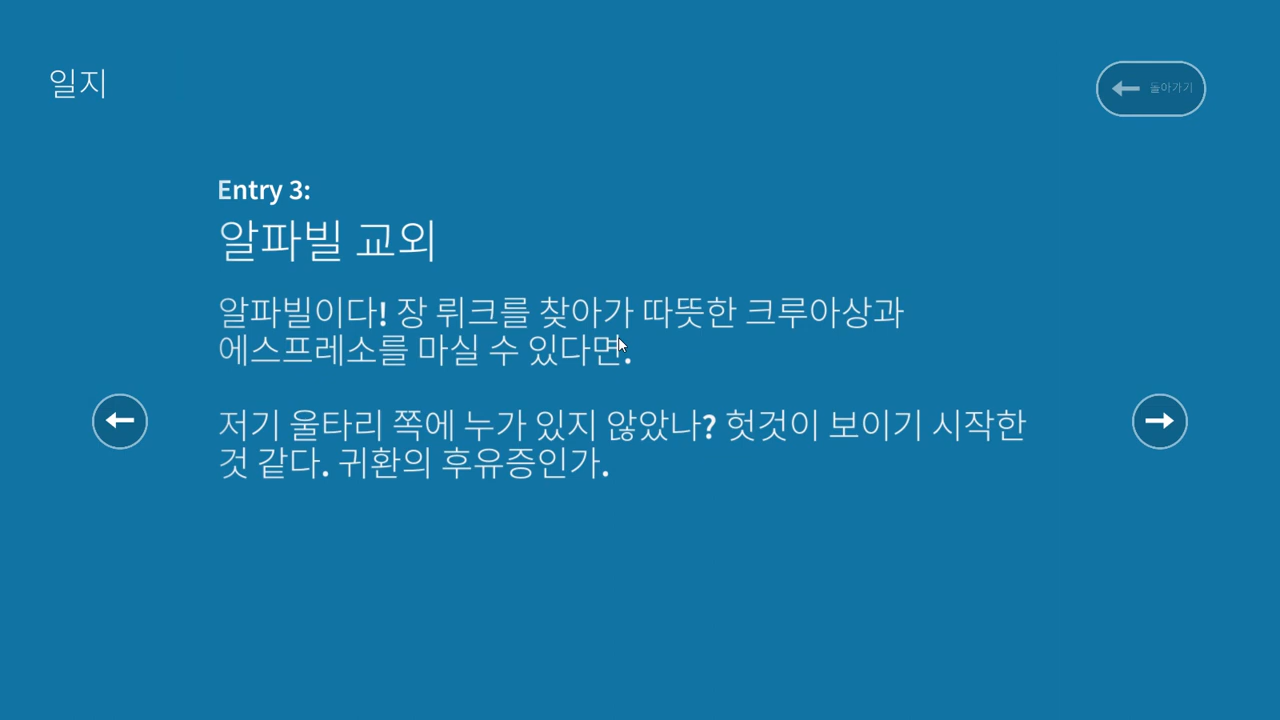 일지
돌아가기
Entry 3:
알파빌 교외
알파빌이다! 장 뤼크를 찾아가 따뜻한 크루아상과
에스프레소를 마실 수 있다면.
저기 울타리 쪽에 누가 있지 않았나? 헛것이 보이기 시작한
것 같다. 귀환의 후유증인가.